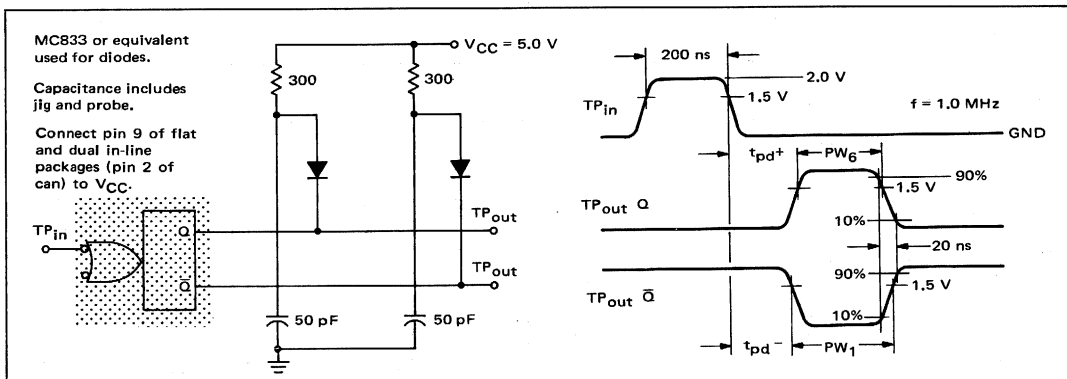 MC833 or equivalent
used for diodes.
Capacitance includes
jig and probe.
Connect pin 9 of flat
and dual in-line
packages (pin 2 of
can) to VCC.
VCC = 5.0 V
300
300
TPin
Q
Q̅
TPout
TPout
50 pF
50 pF
200 ns
2.0 V
1.5 V
TPin
f = 1.0 MHz
GND
tpd+
PW6
90%
1.5 V
TPout Q
10%
20 ns
90%
1.5 V
TPout Q̅
10%
tpd-
PW1